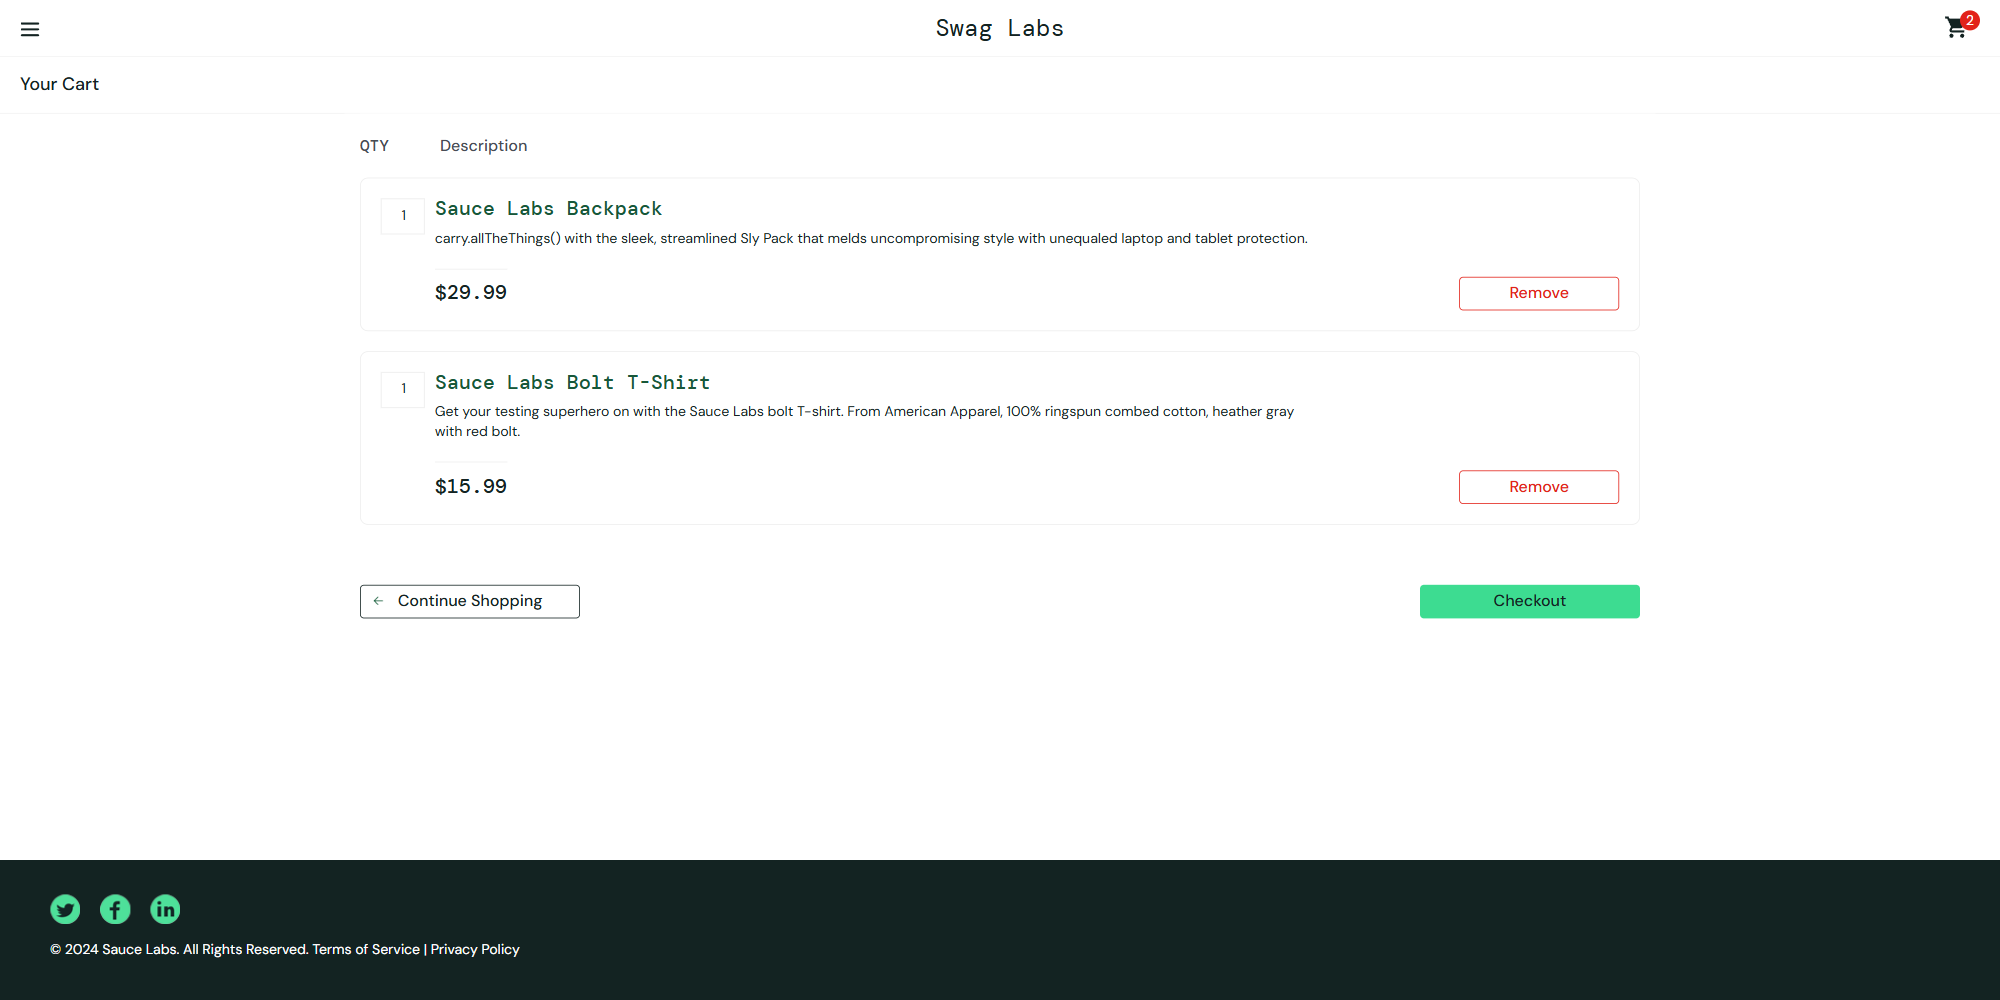 Swag Labs
2
Your Cart
QTY Description
1
Sauce Labs Backpack
carry.allTheThings() with the sleek, streamlined Sly Pack that melds uncompromising style with unequaled laptop and tablet protection.
$29.99
Remove
1
Sauce Labs Bolt T-Shirt
Get your testing superhero on with the Sauce Labs bolt T-shirt. From American Apparel, 100% ringspun combed cotton, heather gray
with red bolt.
$15.99
Remove
Continue Shopping
Checkout
© 2024 Sauce Labs. All Rights Reserved. Terms of Service | Privacy Policy